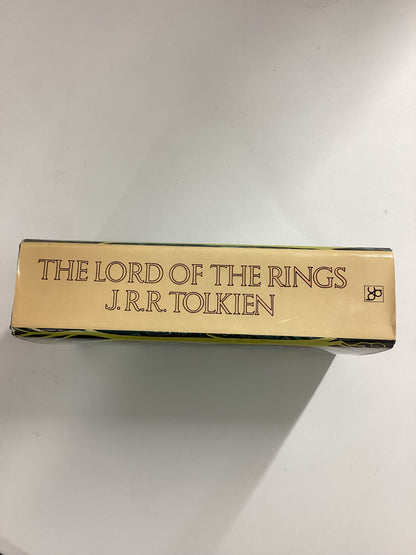 THE LORD OF THE RINGS
J.R.R. TOLKIEN